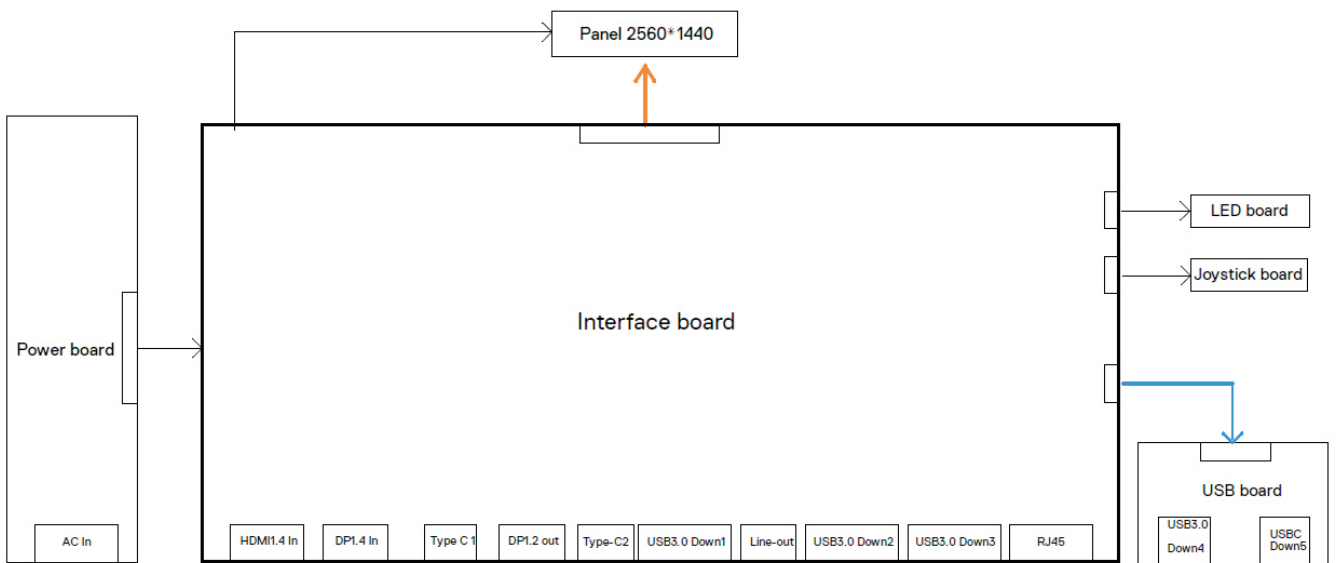 Panel 2560*1440
LED board
Joystick board
Interface board
Power board
USB board
AC In
HDMI1.4 In
DP1.4 In
Type C 1
DP1.2 out
Type-C2
USB3.0 Down1
Line-out
USB3.0 Down2
USB3.0 Down3
RJ45
USB3.0
Down4
USBC
Down5